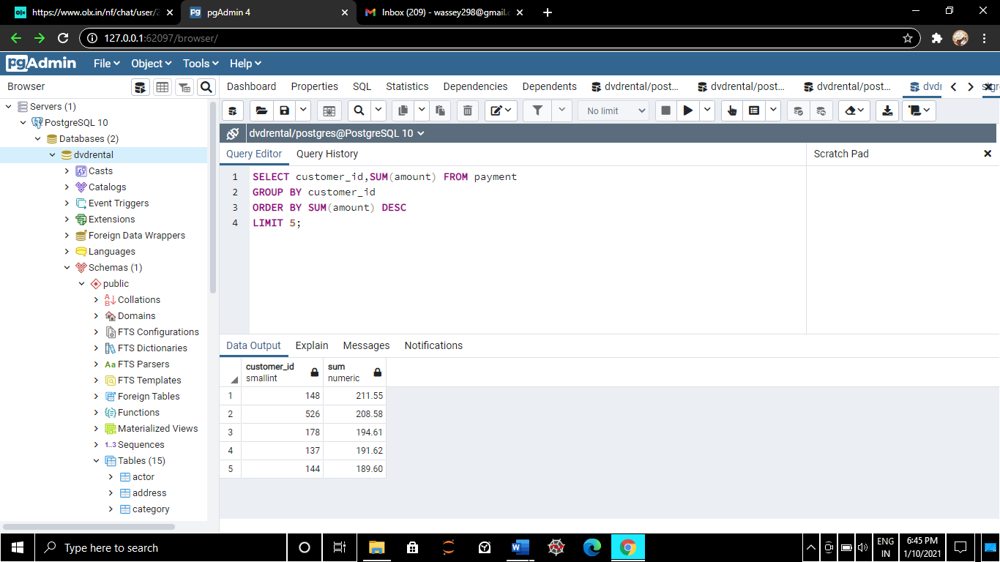 https://www.olx.in/nf/chat/user/2
pgAdmin 4
Inbox (209) - wassey298@gmail.c
127.0.0.1:62097/browser/
pgAdmin
File Object Tools Help
Browser
Dashboard Properties SQL Statistics Dependencies Dependents dvdrental/post... dvdrental/post... dvdrental/post... dvdr
Servers (1)
PostgreSQL 10
Databases (2)
dvdrental
Casts
Catalogs
Event Triggers
Extensions
Foreign Data Wrappers
Languages
Schemas (1)
public
Collations
Domains
FTS Configurations
FTS Dictionaries
Aa FTS Parsers
FTS Templates
Foreign Tables
Functions
Materialized Views
1..3 Sequences
Tables (15)
actor
address
category
No limit
dvdrental/postgres@PostgreSQL 10
Query Editor Query History
Scratch Pad
1 SELECT customer_id,SUM(amount) FROM payment
2 GROUP BY customer_id
3 ORDER BY SUM(amount) DESC
4 LIMIT 5;
Data Output Explain Messages Notifications
customer_id sum
smallint numeric
1 148 211.55
2 526 208.58
3 178 194.61
4 137 191.62
5 144 189.60
Type here to search
ENG
IN
6:45 PM
1/10/2021